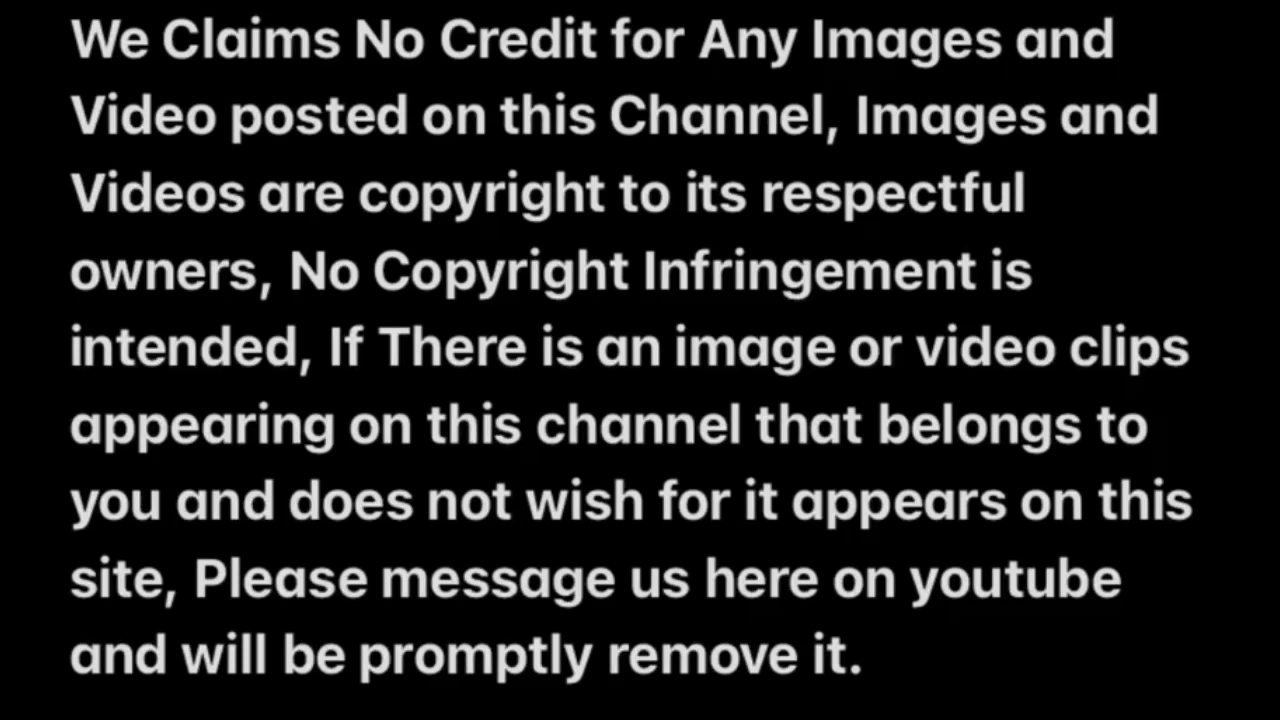 We Claims No Credit for Any Images and
Video posted on this Channel, Images and
Videos are copyright to its respectful
owners, No Copyright Infringement is
intended, If There is an image or video clips
appearing on this channel that belongs to
you and does not wish for it appears on this
site, Please message us here on youtube
and will be promptly remove it.